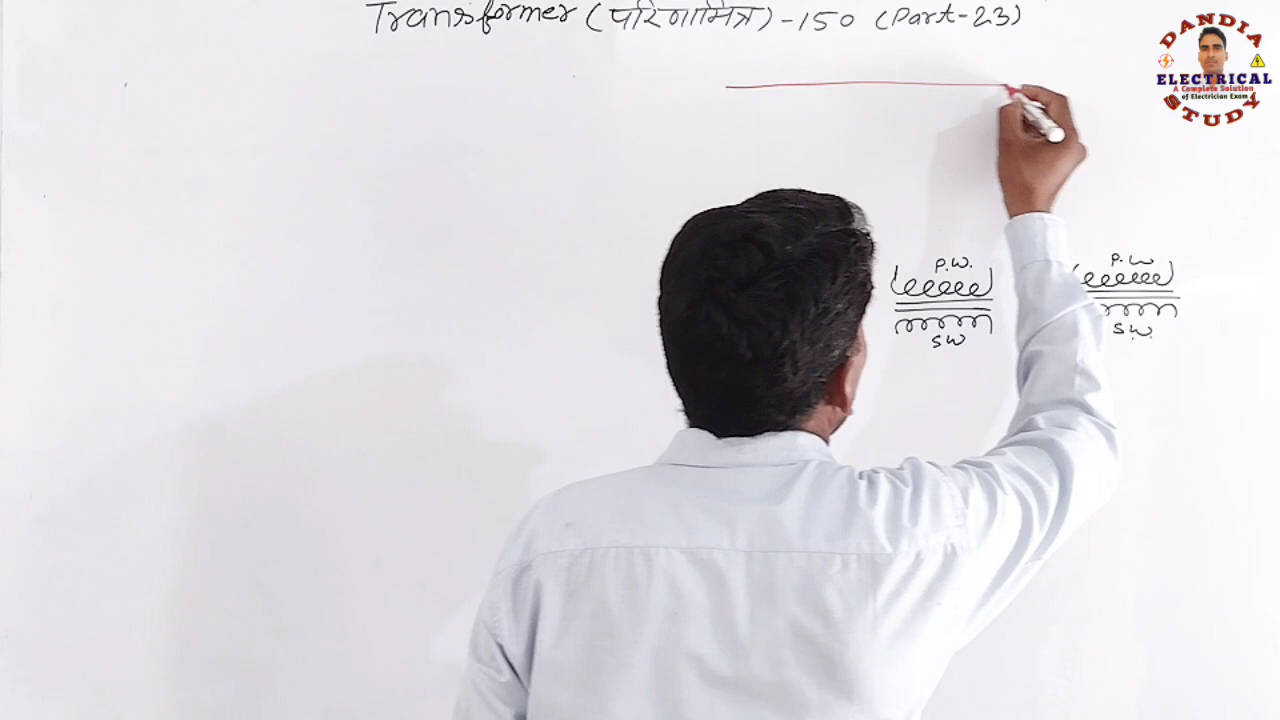 Transformer (परिणामित्र) -150 (Part-23)
DANDIA
ELECTRICAL
A Complete Solution
of Electrician Exam
STUDY
P.W. P.W
S W S.W.